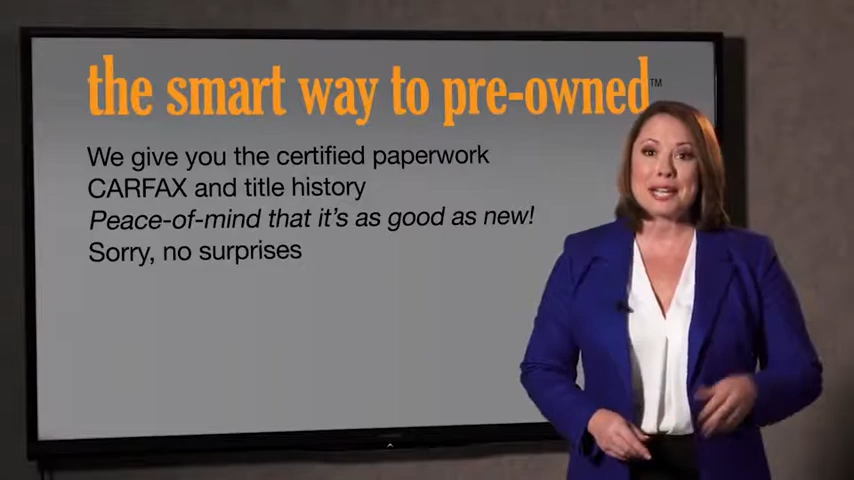 the smart way to pre-owned™
We give you the certified paperwork
CARFAX and title history
Peace-of-mind that it's as good as new!
Sorry, no surprises